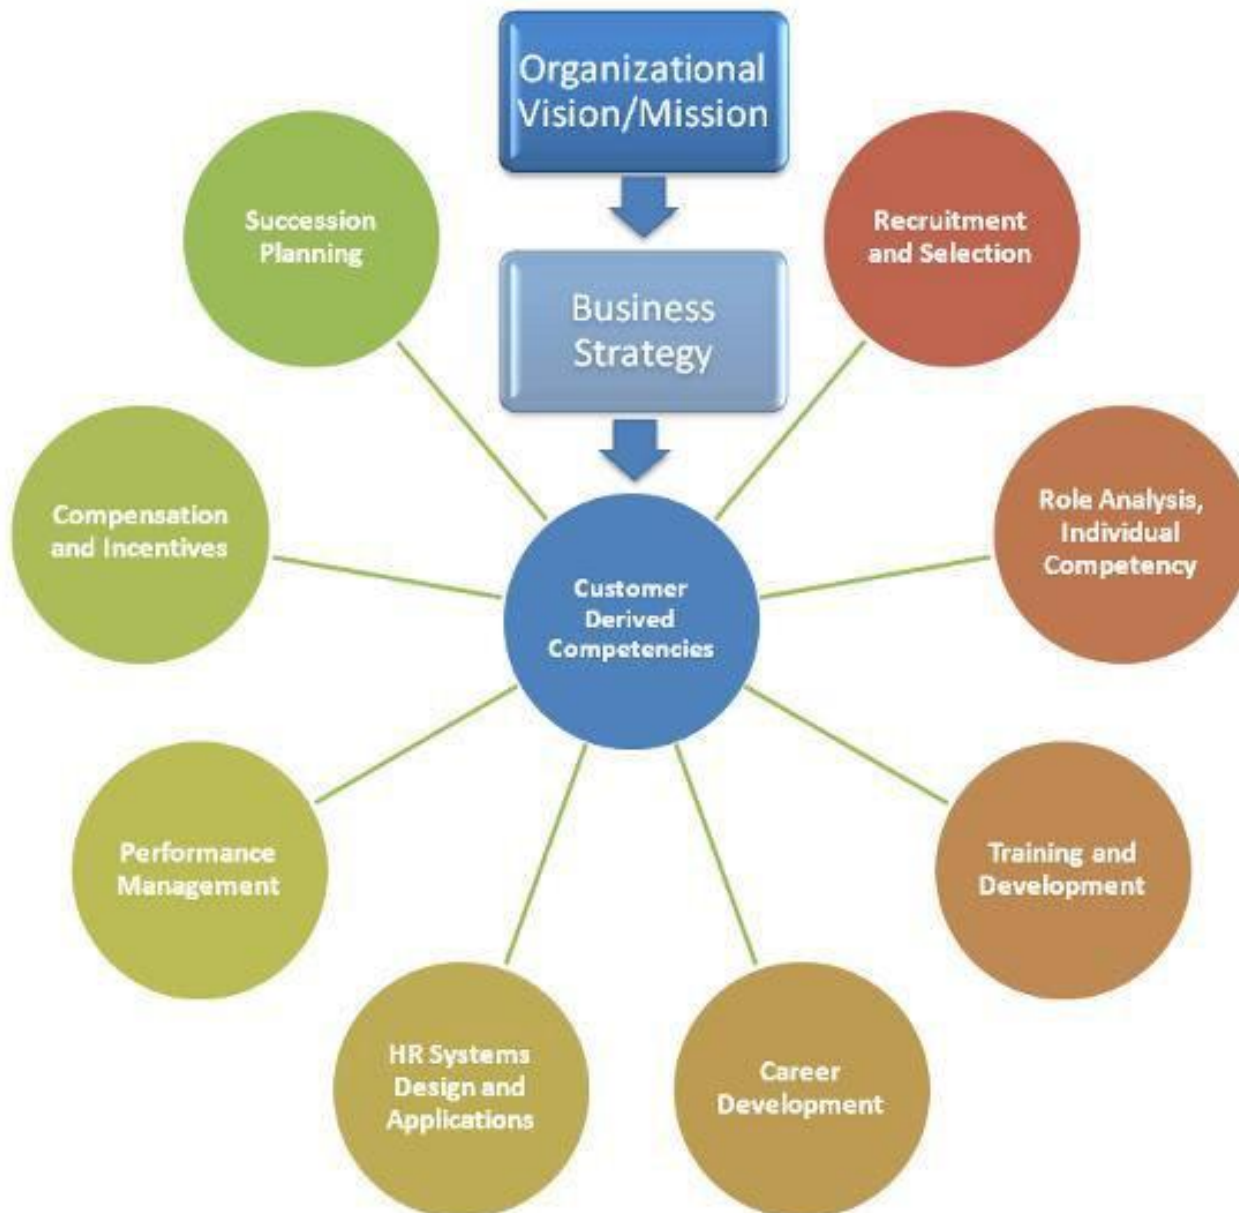 Organizational
Vision/Mission
Business
Strategy
Customer
Derived
Competencies
Recruitment
and Selection
Role Analysis,
Individual
Competency
Training and
Development
Career
Development
HR Systems
Design and
Applications
Performance
Management
Compensation
and Incentives
Succession
Planning